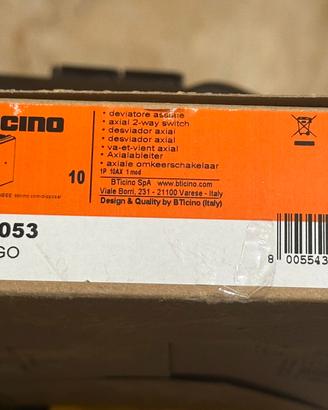 TICINO
• deviatore assiale
• axial 2-way switch
• desviador axial
• desviador axial
• va-et-vient axial
• Axialableiter
• axiale omkeerschakelaar
10
1P 10AX 1 mod
BTicino SpA www.bticino.com
Viale Borri, 231 - 21100 Varese - (Italy)
Design & Quality by BTicino (Italy)
053
GO
8 005543